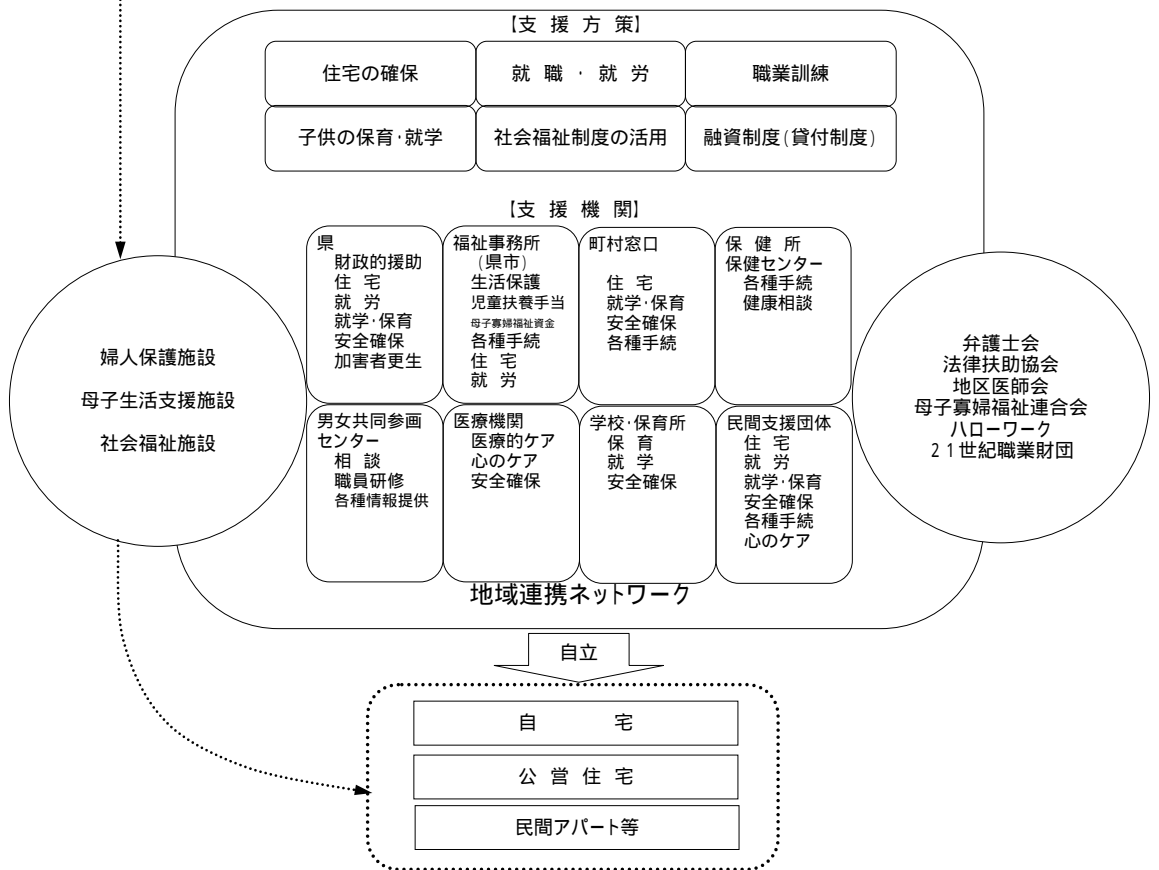 【支 援 方 策】
住宅の確保
就 職 ・ 就 労
職業訓練
子供の保育・就学
社会福祉制度の活用
融資制度(貸付制度)
【支 援 機 関】
県
財政的援助
住 宅
就 労
就学・保育
安全確保
加害者更生
福祉事務所
(県市)
生活保護
児童扶養手当
母子寡婦福祉資金
各種手続
住 宅
就 労
町村窓口
住 宅
就学・保育
安全確保
各種手続
保 健 所
保健センター
各種手続
健康相談
男女共同参画
センター
相 談
職員研修
各種情報提供
医療機関
医療的ケア
心のケア
安全確保
学校・保育所
保 育
就 学
安全確保
民間支援団体
住 宅
就 労
就学・保育
安全確保
各種手続
心のケア
婦人保護施設
母子生活支援施設
社会福祉施設
弁護士会
法律扶助協会
地区医師会
母子寡婦福祉連合会
ハローワーク
21世紀職業財団
地域連携ネットワーク
自立
自 宅
公 営 住 宅
民間アパート等